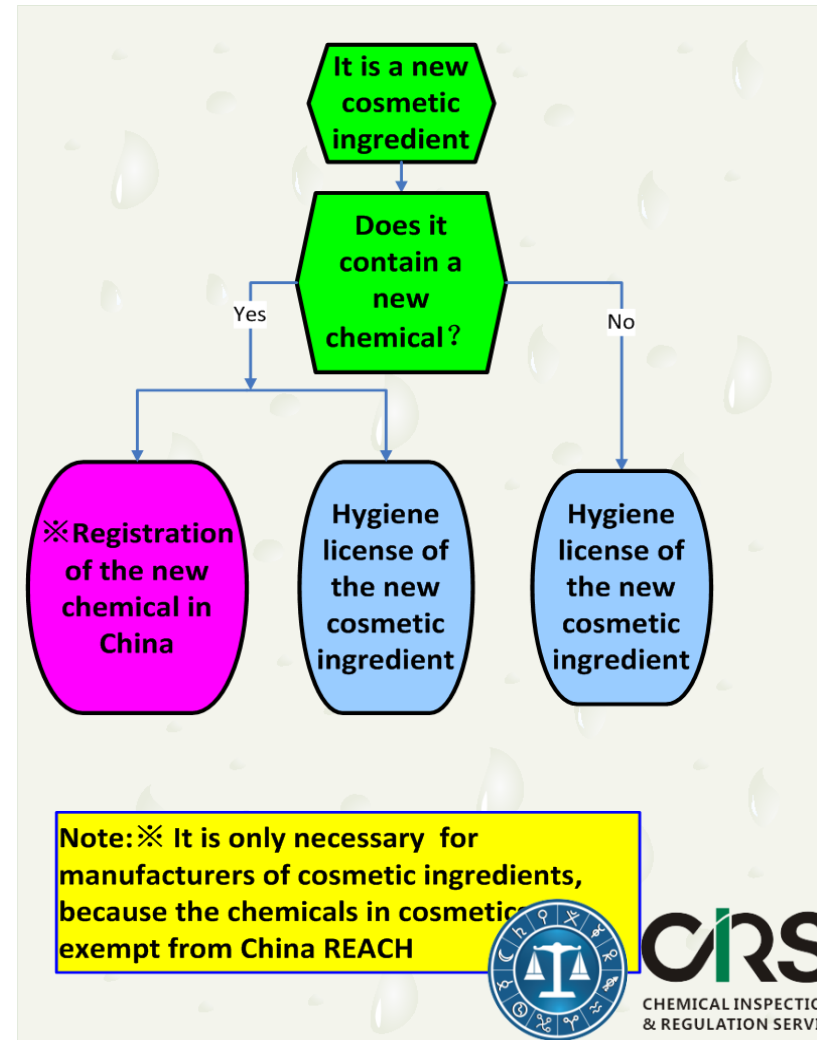 It is a new
cosmetic
ingredient
Does it
contain a
new
chemical？
Yes
No
※Registration
of the new
chemical in
China
Hygiene
license of
the new
cosmetic
ingredient
Hygiene
license of
the new
cosmetic
ingredient
Note:※ It is only necessary for
manufacturers of cosmetic ingredients,
because the chemicals in cosmetics
exempt from China REACH
CIRS
CHEMICAL INSPECTIO
& REGULATION SERVI